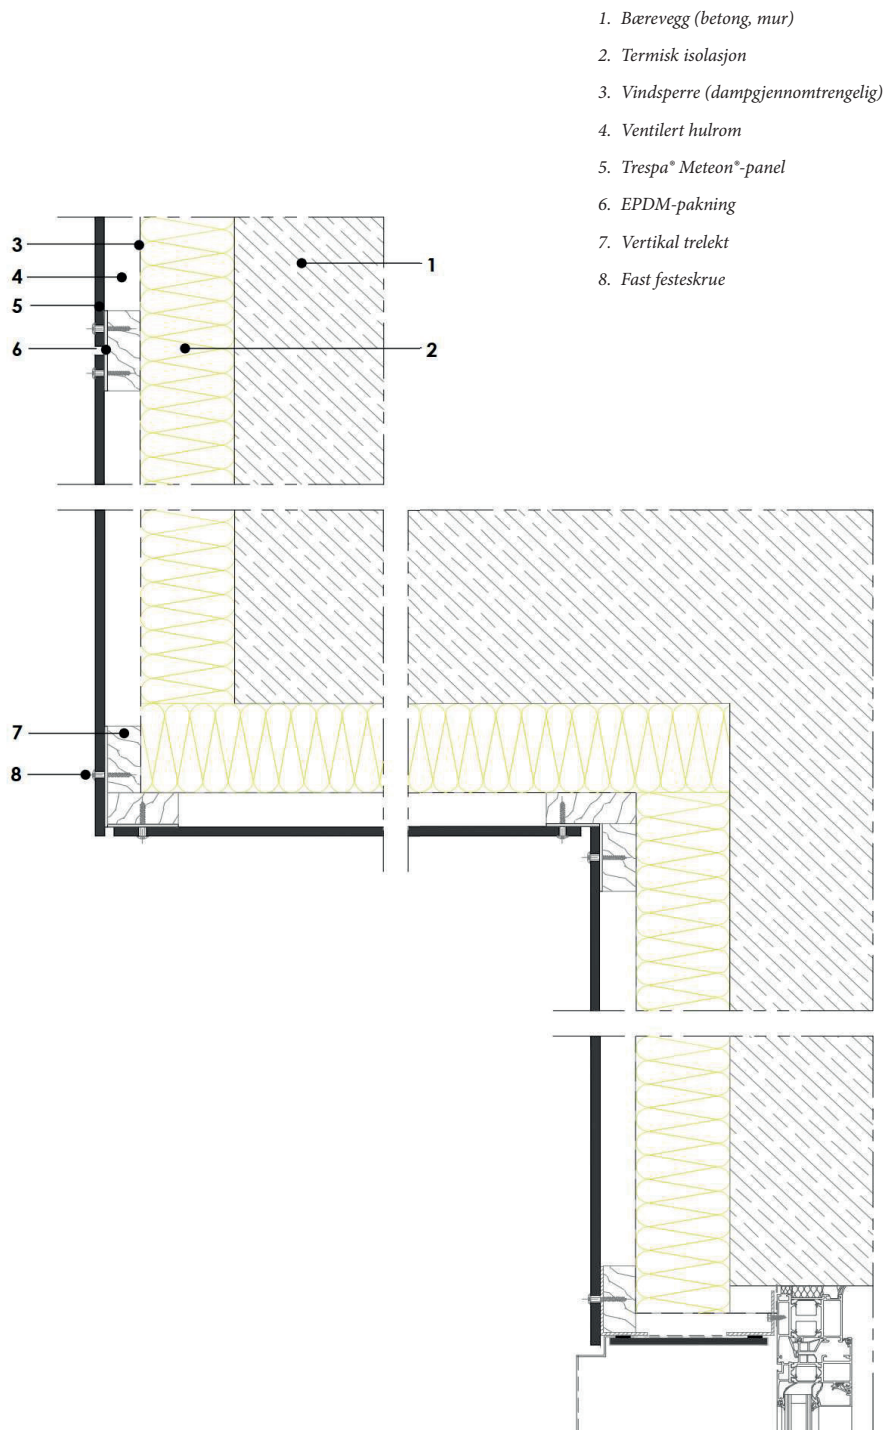 1. Bærevegg (betong, mur)
2. Termisk isolasjon
3. Vindsperre (dampgjennomtrengelig)
4. Ventilert hulrom
5. Trespa® Meteon®-panel
6. EPDM-pakning
7. Vertikal trelekt
8. Fast festeskrue
3
4
5
6
1
2
7
8